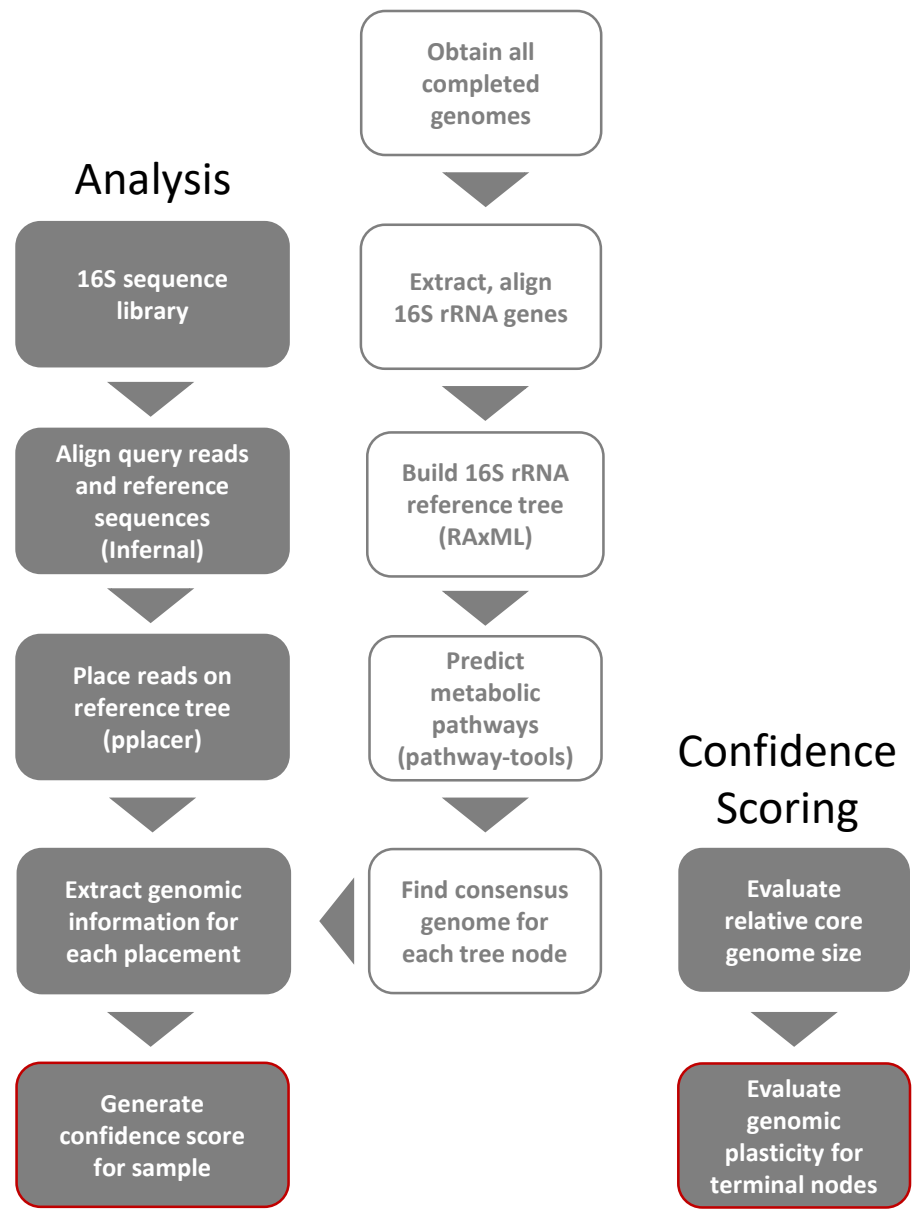 Analysis
16S sequence
library
Align query reads
and reference
sequences
(Infernal)
Place reads on
reference tree
(pplacer)
Extract genomic
information for
each placement
Generate
confidence score
for sample
Obtain all
completed
genomes
Extract, align
16S rRNA genes
Build 16S rRNA
reference tree
(RAxML)
Predict
metabolic
pathways
(pathway-tools)
Find consensus
genome for
each tree node
Confidence
Scoring
Evaluate
relative core
genome size
Evaluate
genomic
plasticity for
terminal nodes